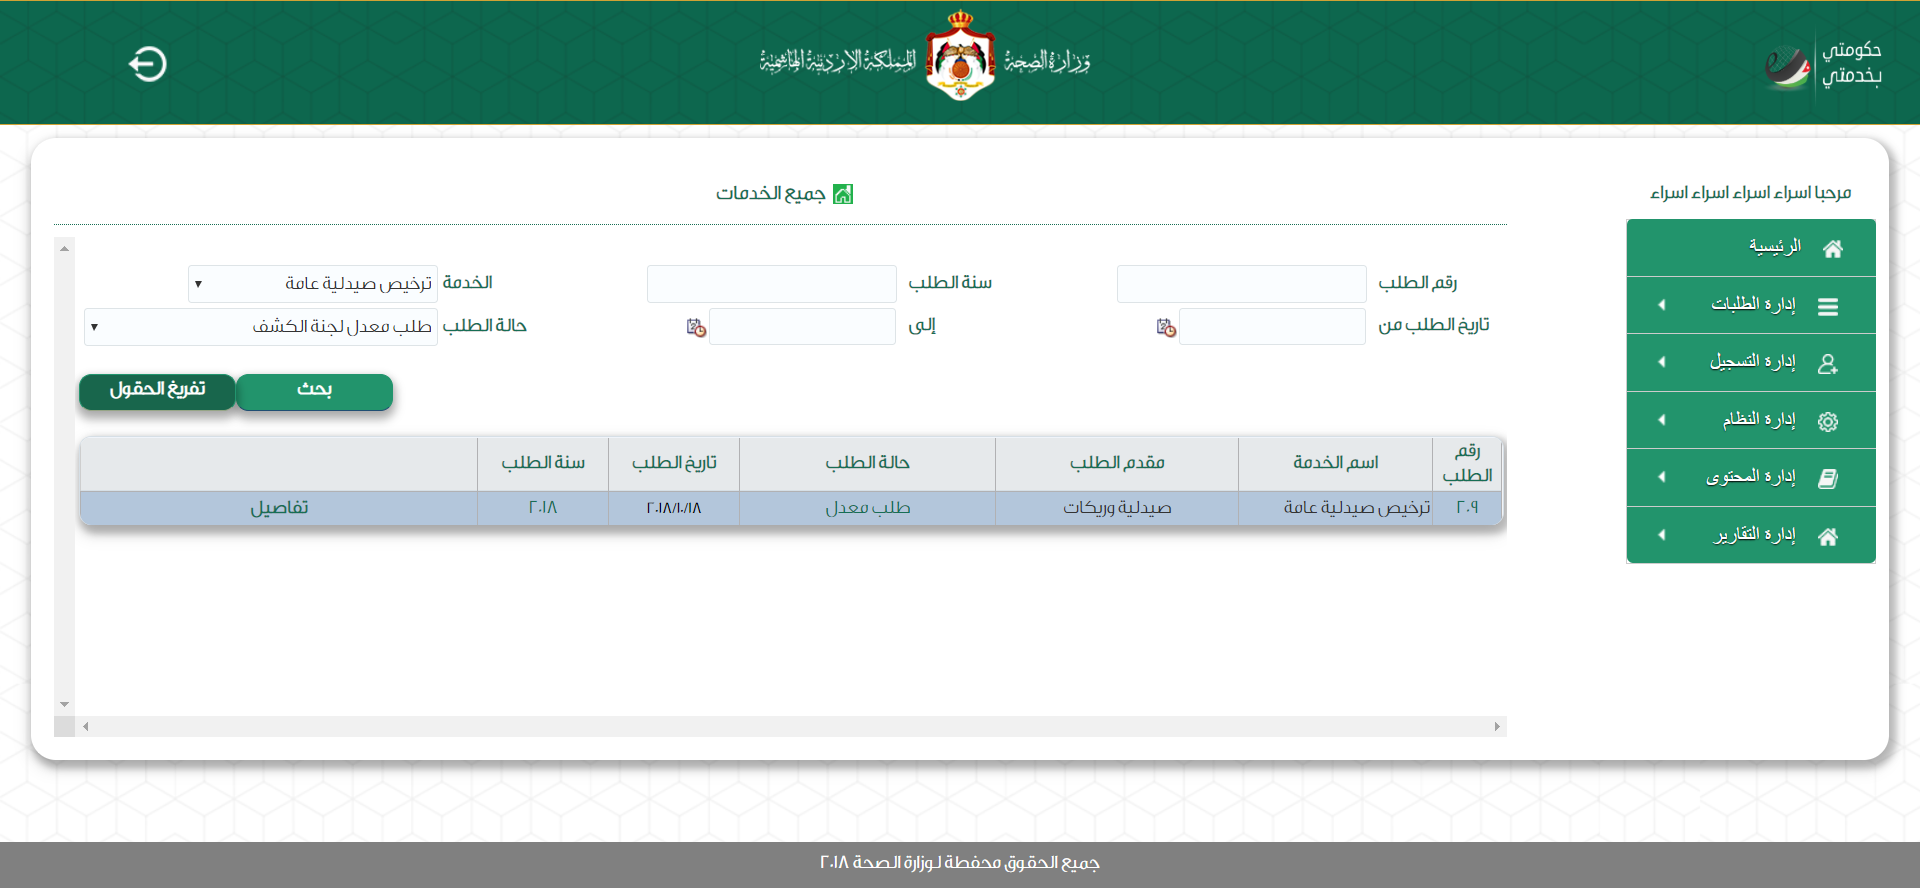 حكومتي
بخدمتي
وزارة الصحة
المملكة الاردنية الهاشمية
مرحبا اسراء اسراء اسراء اسراء
الرئيسية
إدارة الطلبات
إدارة التسجيل
إدارة النظام
إدارة المحتوى
إدارة التقارير
جميع الخدمات
رقم الطلب
سنة الطلب
الخدمة ترخيص صيدلية عامة
تاريخ الطلب من
إلى
حالة الطلب طلب معدل لجنة الكشف
بحث
تفريغ الحقول
رقم الطلب اسم الخدمة مقدم الطلب حالة الطلب تاريخ الطلب سنة الطلب
٢٠٩ ترخيص صيدلية عامة صيدلية وريكات طلب معدل ٢٠١٨/١٠/١٨ ٢٠١٨ تفاصيل
جميع الحقوق محفظة لوزارة الصحة ٢٠١٨